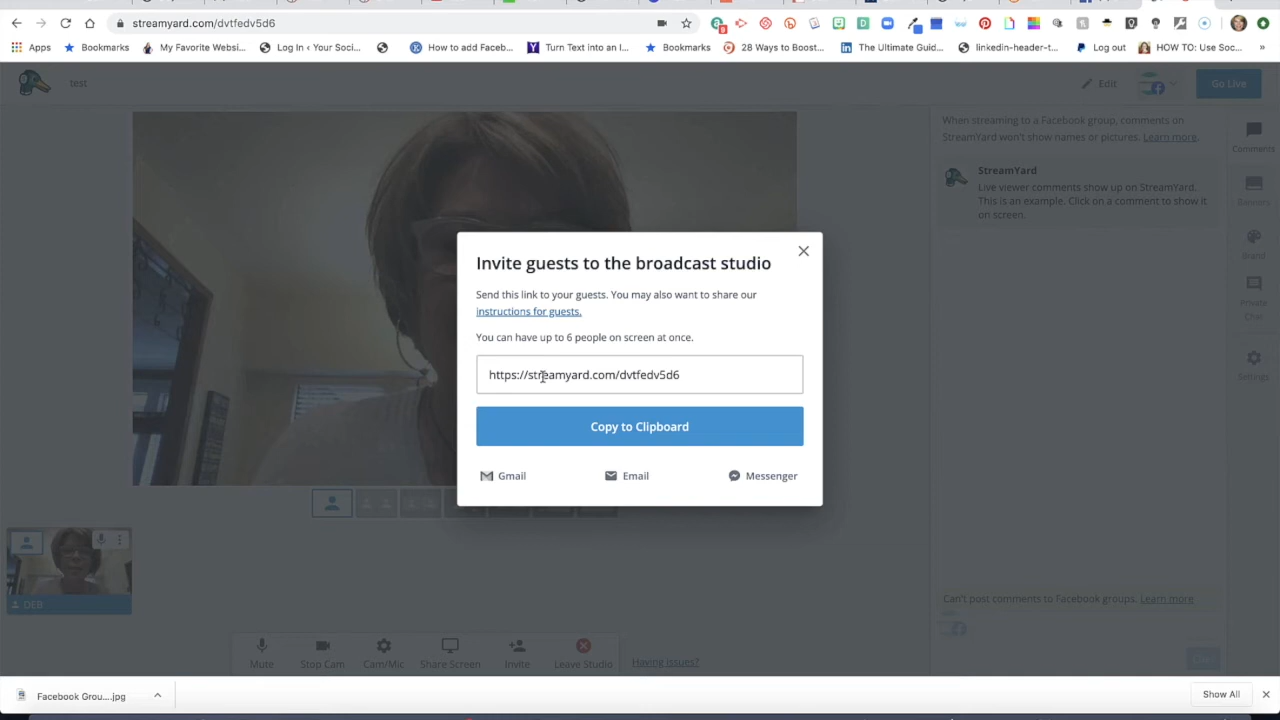 streamyard.com/dvtfedv5d6
Apps
Bookmarks
My Favorite Websi...
Log In ‹ Your Soci...
How to add Faceb...
Turn Text into an I...
Bookmarks
28 Ways to Boost...
The Ultimate Guid...
linkedin-header-t...
Log out
HOW TO: Use Soc...
»
test
Edit
Go Live
When streaming to a Facebook group, comments on
StreamYard won't show names or pictures. Learn more.
StreamYard
Live viewer comments show up on StreamYard.
This is an example. Click on a comment to show it
on screen.
Comments
Banners
Brand
Private
Chat
Settings
Invite guests to the broadcast studio
Send this link to your guests. You may also want to share our
instructions for guests.
You can have up to 6 people on screen at once.
https://streamyard.com/dvtfedv5d6
Copy to Clipboard
Gmail
Email
Messenger
DEB
Can't post comments to Facebook groups. Learn more
Mute
Stop Cam
Cam/Mic
Share Screen
Invite
Leave Studio
Having issues?
Facebook Grou....jpg
Show All